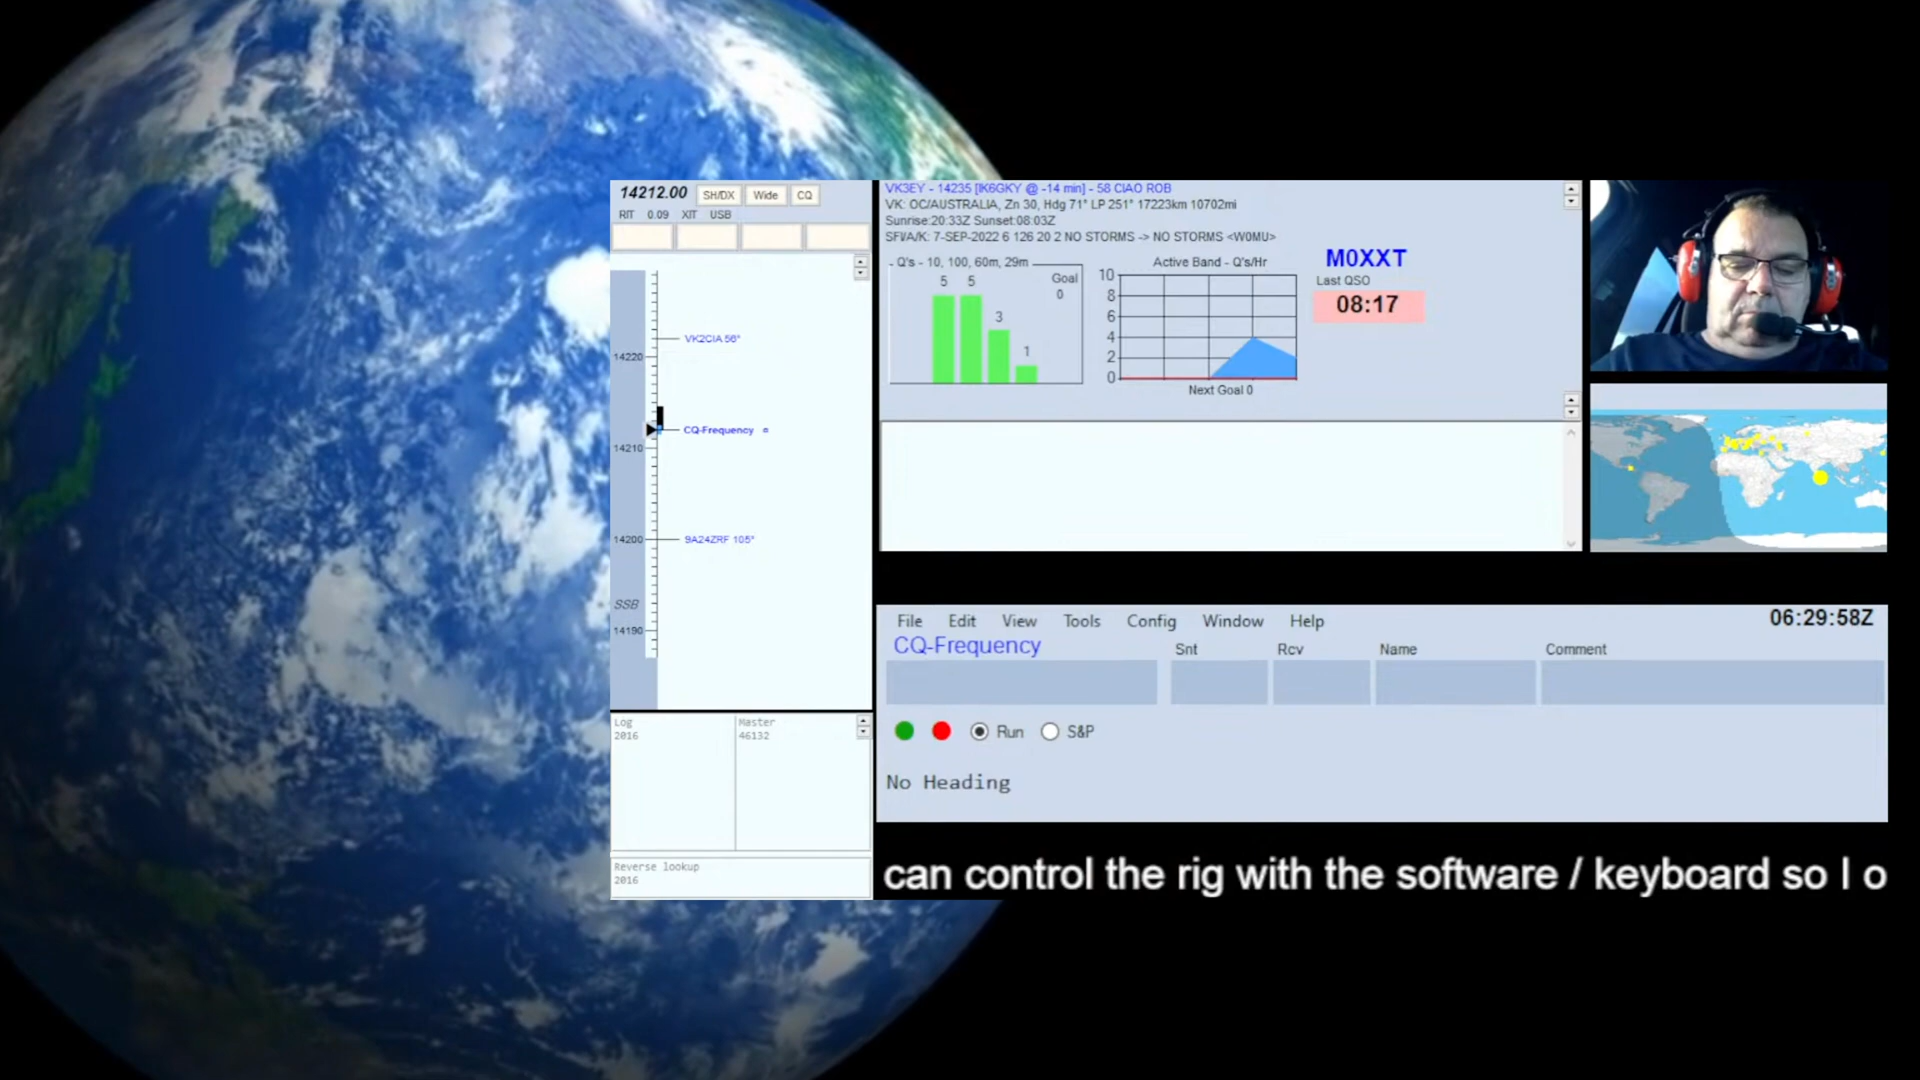 14212.00 SH/DX Wide CQ
RIT 0.09 XIT USB
VK2CIA 56°
14220
CQ-Frequency
14210
14200 9A24ZRF 105°
SSB
14190
Log
2016
Master
46132
Reverse lookup
2016
VK3EY - 14235 [IK6GKY @ -14 min] - 58 CIAO ROB
VK: OC/AUSTRALIA, Zn 30, Hdg 71° LP 251° 17223km 10702mi
Sunrise:20:33Z Sunset:08:03Z
SFI/A/K: 7-SEP-2022 6 126 20 2 NO STORMS -> NO STORMS <W0MU>
Q's - 10, 100, 60m, 29m
5 5 3 1
Goal
0
Active Band - Q's/Hr
10
8
6
4
2
0
Next Goal 0
M0XXT
Last QSO
08:17
File Edit View Tools Config Window Help 06:29:58Z
CQ-Frequency Snt Rcv Name Comment
Run S&P
No Heading
can control the rig with the software / keyboard so I o